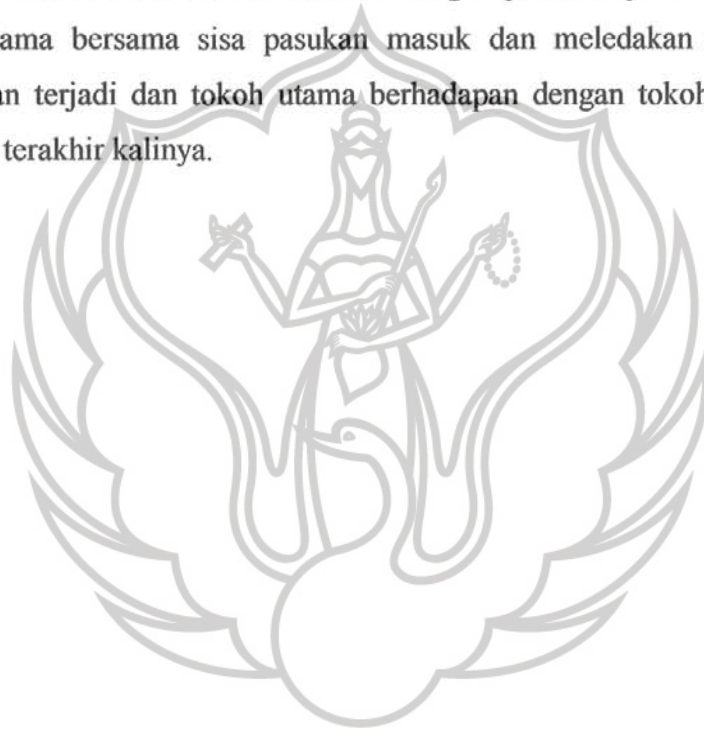 ama bersama sisa pasukan masuk dan meledakan
an terjadi dan tokoh utama berhadapan dengan tokoh
terakhir kalinya.